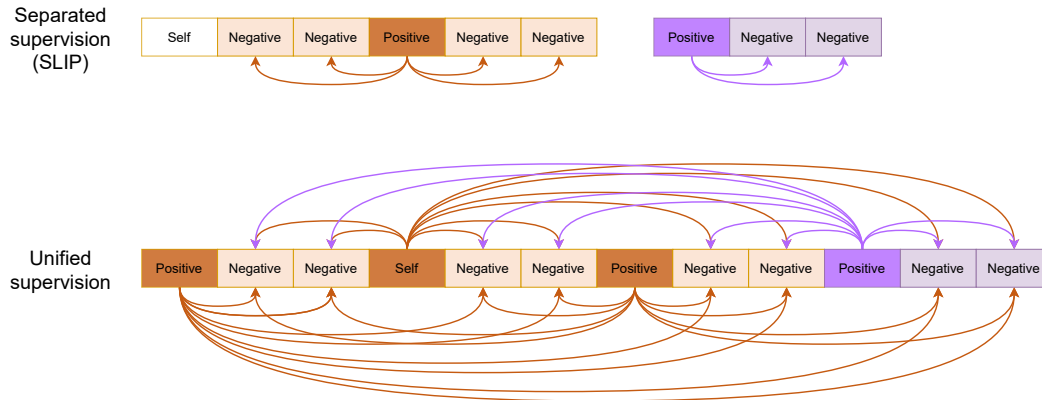 Separated
supervision
(SLIP)
Self Negative Negative Positive Negative Negative Positive Negative Negative
Unified
supervision
Positive Negative Negative Self Negative Negative Positive Negative Negative Positive Negative Negative